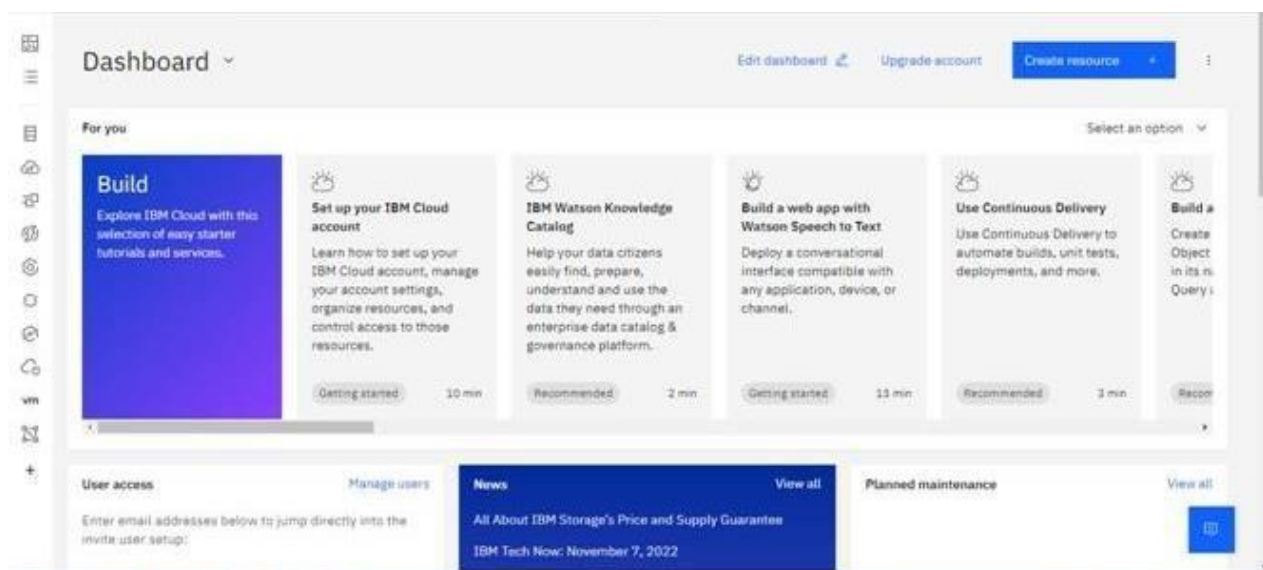 Dashboard
Edit dashboard
Upgrade account
Create resource +
For you
Select an option
Build
Explore IBM Cloud with this
selection of easy starter
tutorials and services.
Set up your IBM Cloud
account
Learn how to set up your
IBM Cloud account, manage
your account settings,
organize resources, and
control access to those
resources.
Getting started 10 min
IBM Watson Knowledge
Catalog
Help your data citizens
easily find, prepare,
understand and use the
data they need through an
enterprise data catalog &
governance platform.
Recommended 2 min
Build a web app with
Watson Speech to Text
Deploy a conversational
interface compatible with
any application, device, or
channel.
Getting started 13 min
Use Continuous Delivery
Use Continuous Delivery to
automate builds, unit tests,
deployments, and more.
Recommended 3 min
Build a
Create
Object
in its
Query
Recom
vm
+
User access
Manage users
Enter email addresses below to jump directly into the
invite user setup:
News
View all
All About IBM Storage's Price and Supply Guarantee
IBM Tech Now: November 7, 2022
Planned maintenance
View all